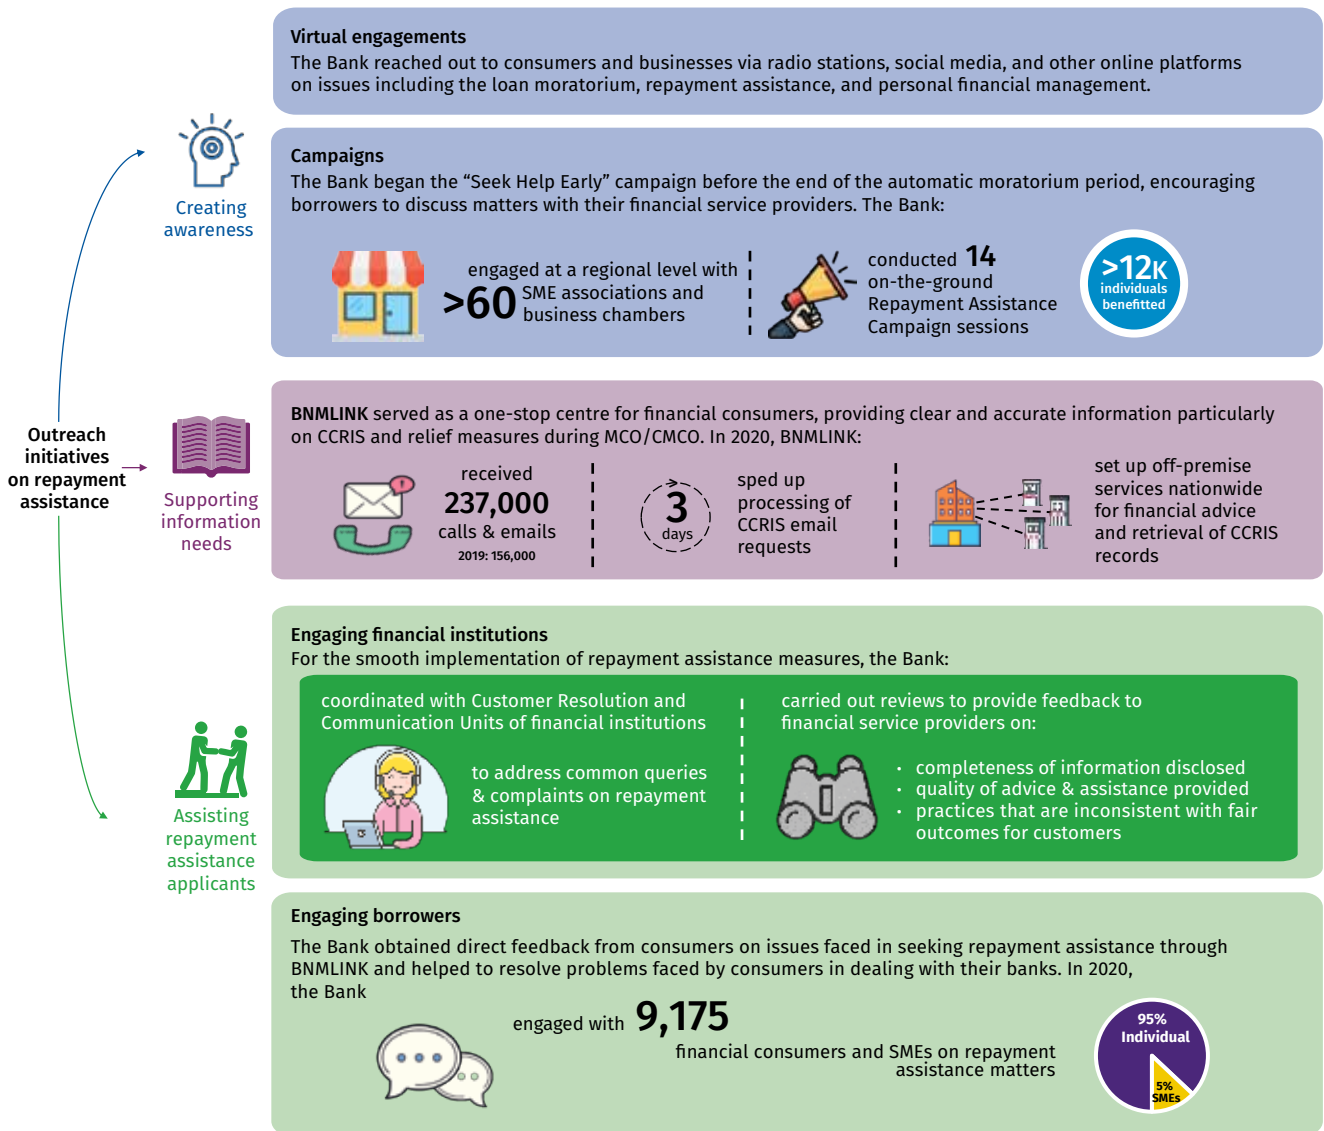 Virtual engagements
The Bank reached out to consumers and businesses via radio stations, social media, and other online platforms
on issues including the loan moratorium, repayment assistance, and personal financial management.
Creating
awareness
Campaigns
The Bank began the “Seek Help Early” campaign before the end of the automatic moratorium period, encouraging
borrowers to discuss matters with their financial service providers. The Bank:
engaged at a regional level with
>60 SME associations and
business chambers
conducted 14
on-the-ground
Repayment Assistance
Campaign sessions
>12K
individuals
benefitted
Outreach
initiatives
on repayment
assistance
Supporting
information
needs
BNMLINK served as a one-stop centre for financial consumers, providing clear and accurate information particularly
on CCRIS and relief measures during MCO/CMCO. In 2020, BNMLINK:
received
237,000
calls & emails
2019: 156,000
3
days
sped up
processing of
CCRIS email
requests
set up off-premise
services nationwide
for financial advice
and retrieval of CCRIS
records
Assisting
repayment
assistance
applicants
Engaging financial institutions
For the smooth implementation of repayment assistance measures, the Bank:
coordinated with Customer Resolution and
Communication Units of financial institutions
to address common queries
& complaints on repayment
assistance
carried out reviews to provide feedback to
financial service providers on:
· completeness of information disclosed
· quality of advice & assistance provided
· practices that are inconsistent with fair
outcomes for customers
Engaging borrowers
The Bank obtained direct feedback from consumers on issues faced in seeking repayment assistance through
BNMLINK and helped to resolve problems faced by consumers in dealing with their banks. In 2020,
the Bank
engaged with 9,175
financial consumers and SMEs on repayment
assistance matters
95%
Individual
5%
SMEs